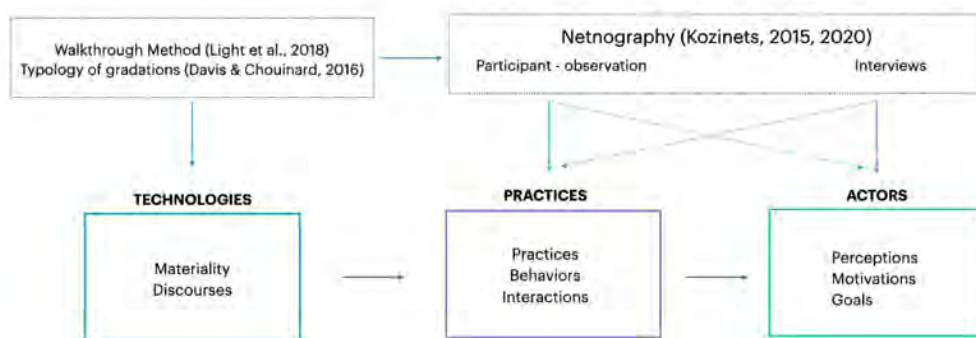 Walkthrough Method (Light et al., 2018)
Typology of gradations (Davis & Chouinard, 2016)
Netnography (Kozinets, 2015, 2020)
Participant - observation
Interviews
TECHNOLOGIES
PRACTICES
ACTORS
Materiality
Discourses
Practices
Behaviors
Interactions
Perceptions
Motivations
Goals